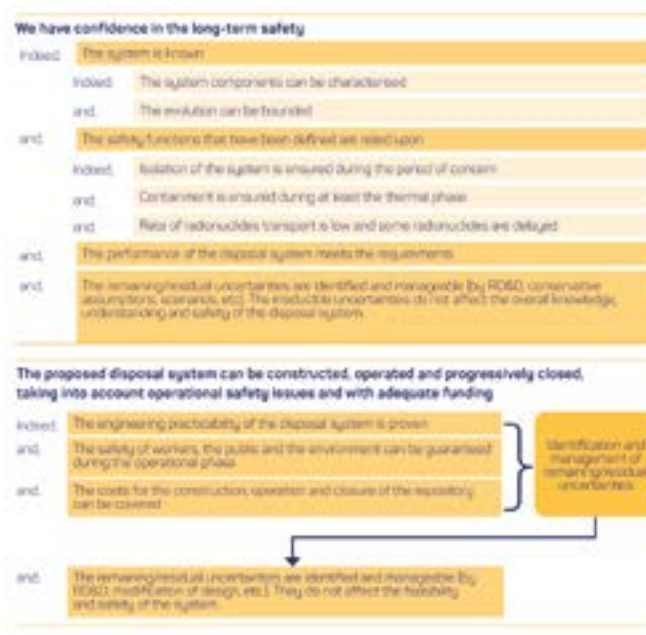 We have confidence in the long-term safety
Indeed: The system is known
Indeed: The system components can be characterised
and: The evolution can be bounded
and: The safety functions that have been defined are relied upon
Indeed: Isolation of the system is ensured during the period of concern
and: Containment is ensured during at least the thermal phase
and: Rate of radionuclides transport is low and some radionuclides are delayed
and: The performance of the disposal system meets the requirements
and: The remaining/residual uncertainties are identified and manageable (by RD&D, conservative
assumptions, scenarios, etc). The irreductible uncertainties do not affect the overall knowledge,
understanding and safety of the disposal system.
The proposed disposal system can be constructed, operated and progressively closed,
taking into account operational safety issues and with adequate funding
Indeed: The engineering practicability of the disposal system is proven
and: The safety of workers, the public and the environment can be guaranteed
during the operational phase
and: The costs for the construction, operation and closure of the repository
can be covered
Identification and
management of
remaining/residual
uncertainties
and: The remaining/residual uncertainties are identified and manageable (by
RD&D, modification of design, etc.). They do not affect the feasibility
and safety of the system.